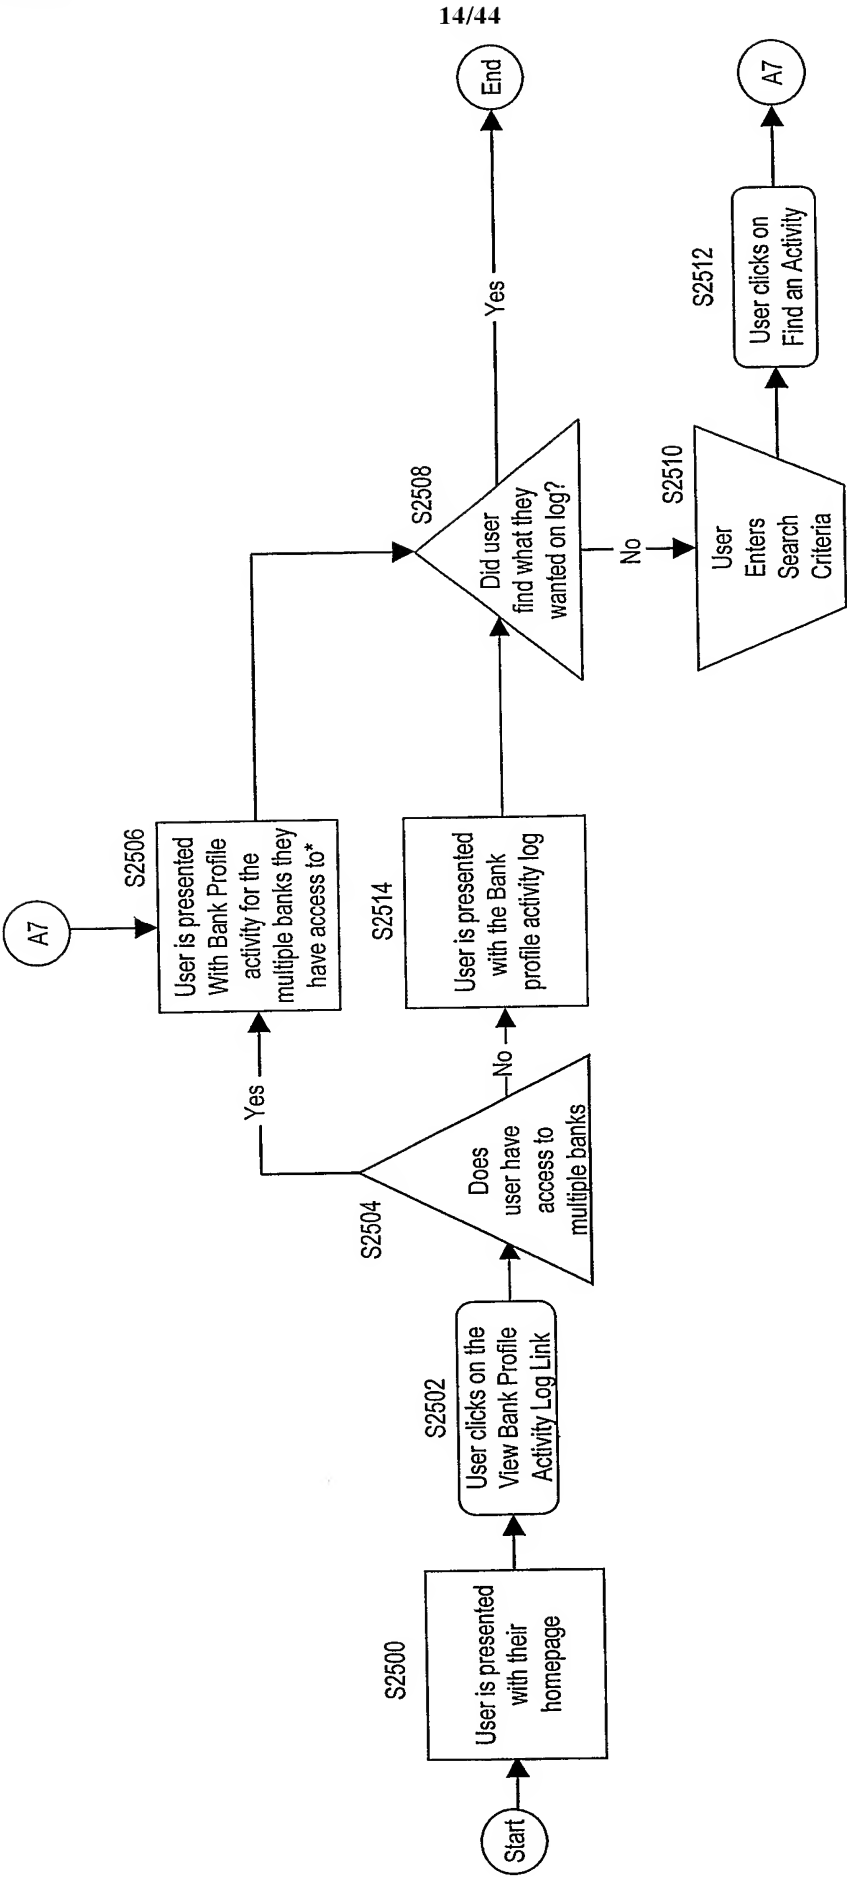 14/44
Start
S2500
User is presented
with their
homepage
S2502
User clicks on the
View Bank Profile
Activity Log Link
S2504
Does
user have
access to
multiple banks
Yes
No
A7
S2506
User is presented
With Bank Profile
activity for the
multiple banks they
have access to*
S2514
User is presented
with the Bank
profile activity log
S2508
Did user
find what they
wanted on log?
Yes
End
No
S2510
User
Enters
Search
Criteria
S2512
User clicks on
Find an Activity
A7